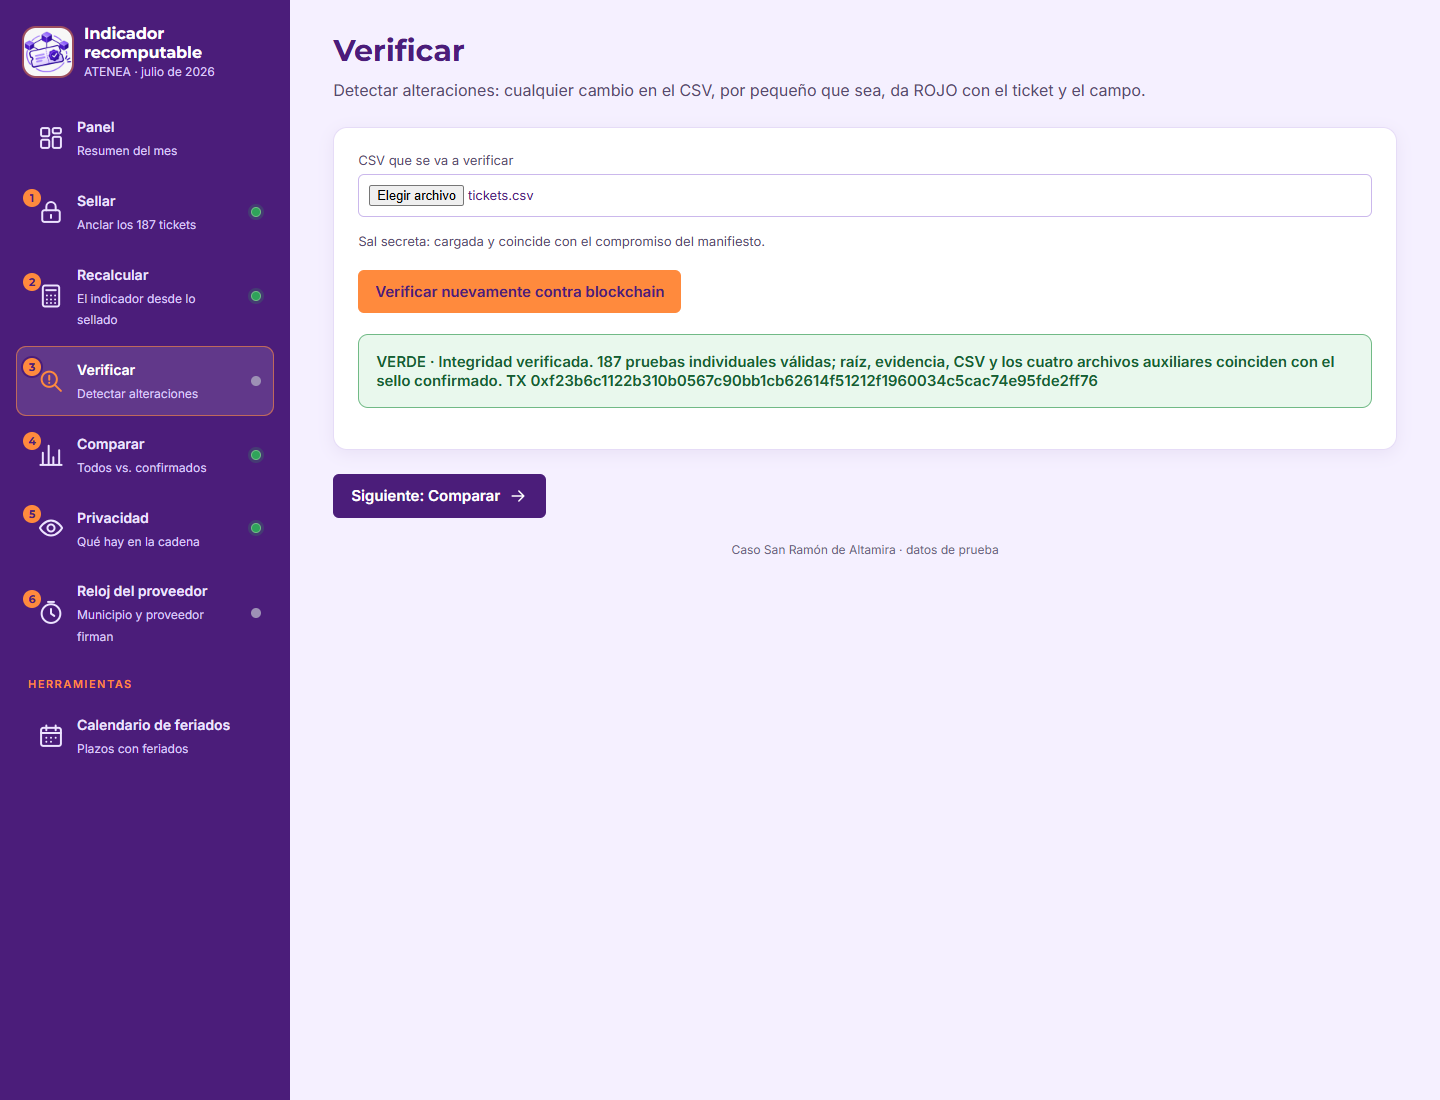 Indicador
recomputable
ATENEA · julio de 2026
Panel
Resumen del mes
1
Sellar
Anclar los 187 tickets
2
Recalcular
El indicador desde lo
sellado
3
Verificar
Detectar alteraciones
4
Comparar
Todos vs. confirmados
5
Privacidad
Qué hay en la cadena
6
Reloj del proveedor
Municipio y proveedor
firman
HERRAMIENTAS
Calendario de feriados
Plazos con feriados
Verificar
Detectar alteraciones: cualquier cambio en el CSV, por pequeño que sea, da ROJO con el ticket y el campo.
CSV que se va a verificar
Elegir archivo tickets.csv
Sal secreta: cargada y coincide con el compromiso del manifiesto.
Verificar nuevamente contra blockchain
VERDE · Integridad verificada. 187 pruebas individuales válidas; raíz, evidencia, CSV y los cuatro archivos auxiliares coinciden con el
sello confirmado. TX 0xf23b6c1122b310b0567c90bb1cb62614f51212f1960034c5cac74e95fde2ff76
Siguiente: Comparar →
Caso San Ramón de Altamira · datos de prueba